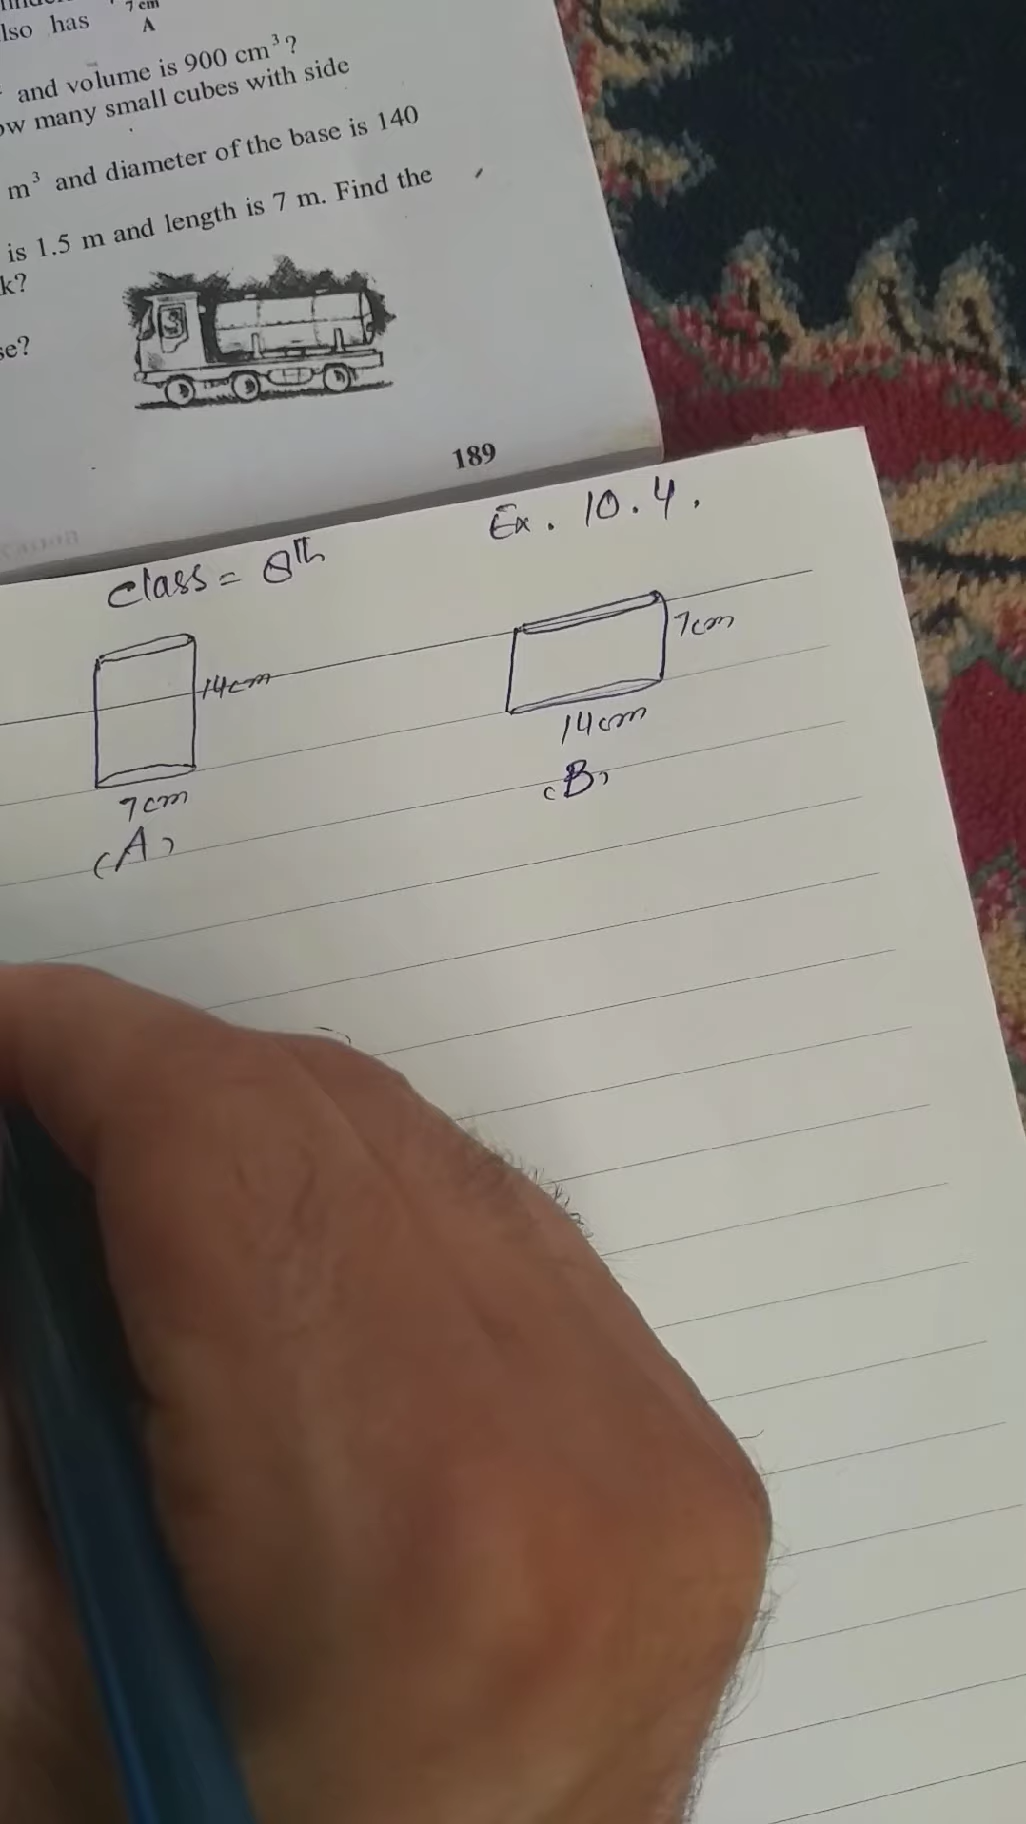 7 cm
lso has
A
and volume is 900 cm³ ?
ow many small cubes with side
m³ and diameter of the base is 140
is 1.5 m and length is 7 m. Find the
k?
se?
189
Ex. 10.4.
class = 8th
14cm
7cm
(A)
7cm
14cm
(B)